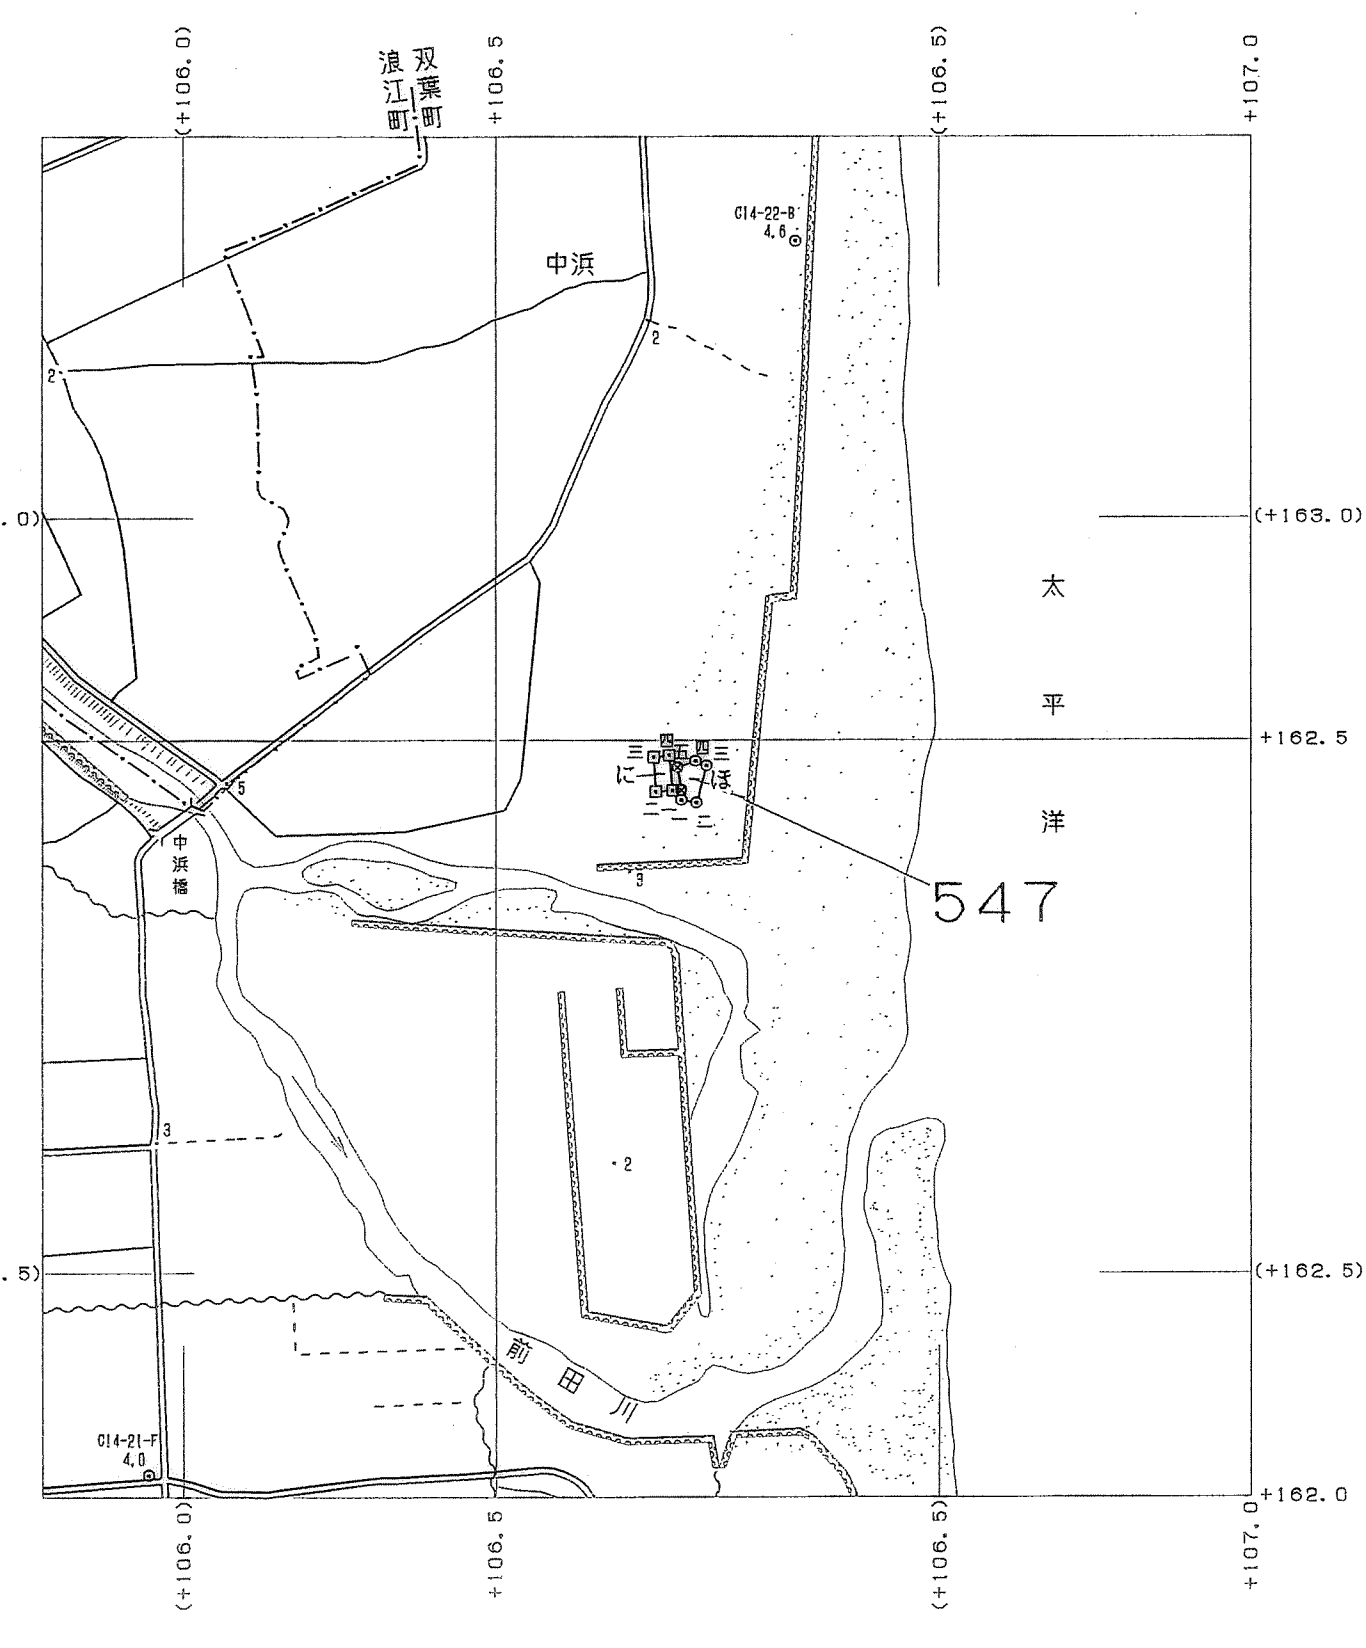 (+106.0)
+106.5
(+106.5)
+107.0
双葉町
浪江町
C14-22-B
4.6
中浜
2
2
.0)
(+163.0)
太平洋
+162.5
四
三
五
四
三
に
ほ
二
一
一
二
5
中浜橋
3
547
3
2
.5)
(+162.5)
前田川
C14-21-F
4.0
+162.0
(+106.0)
+106.5
(+106.5)
+107.0